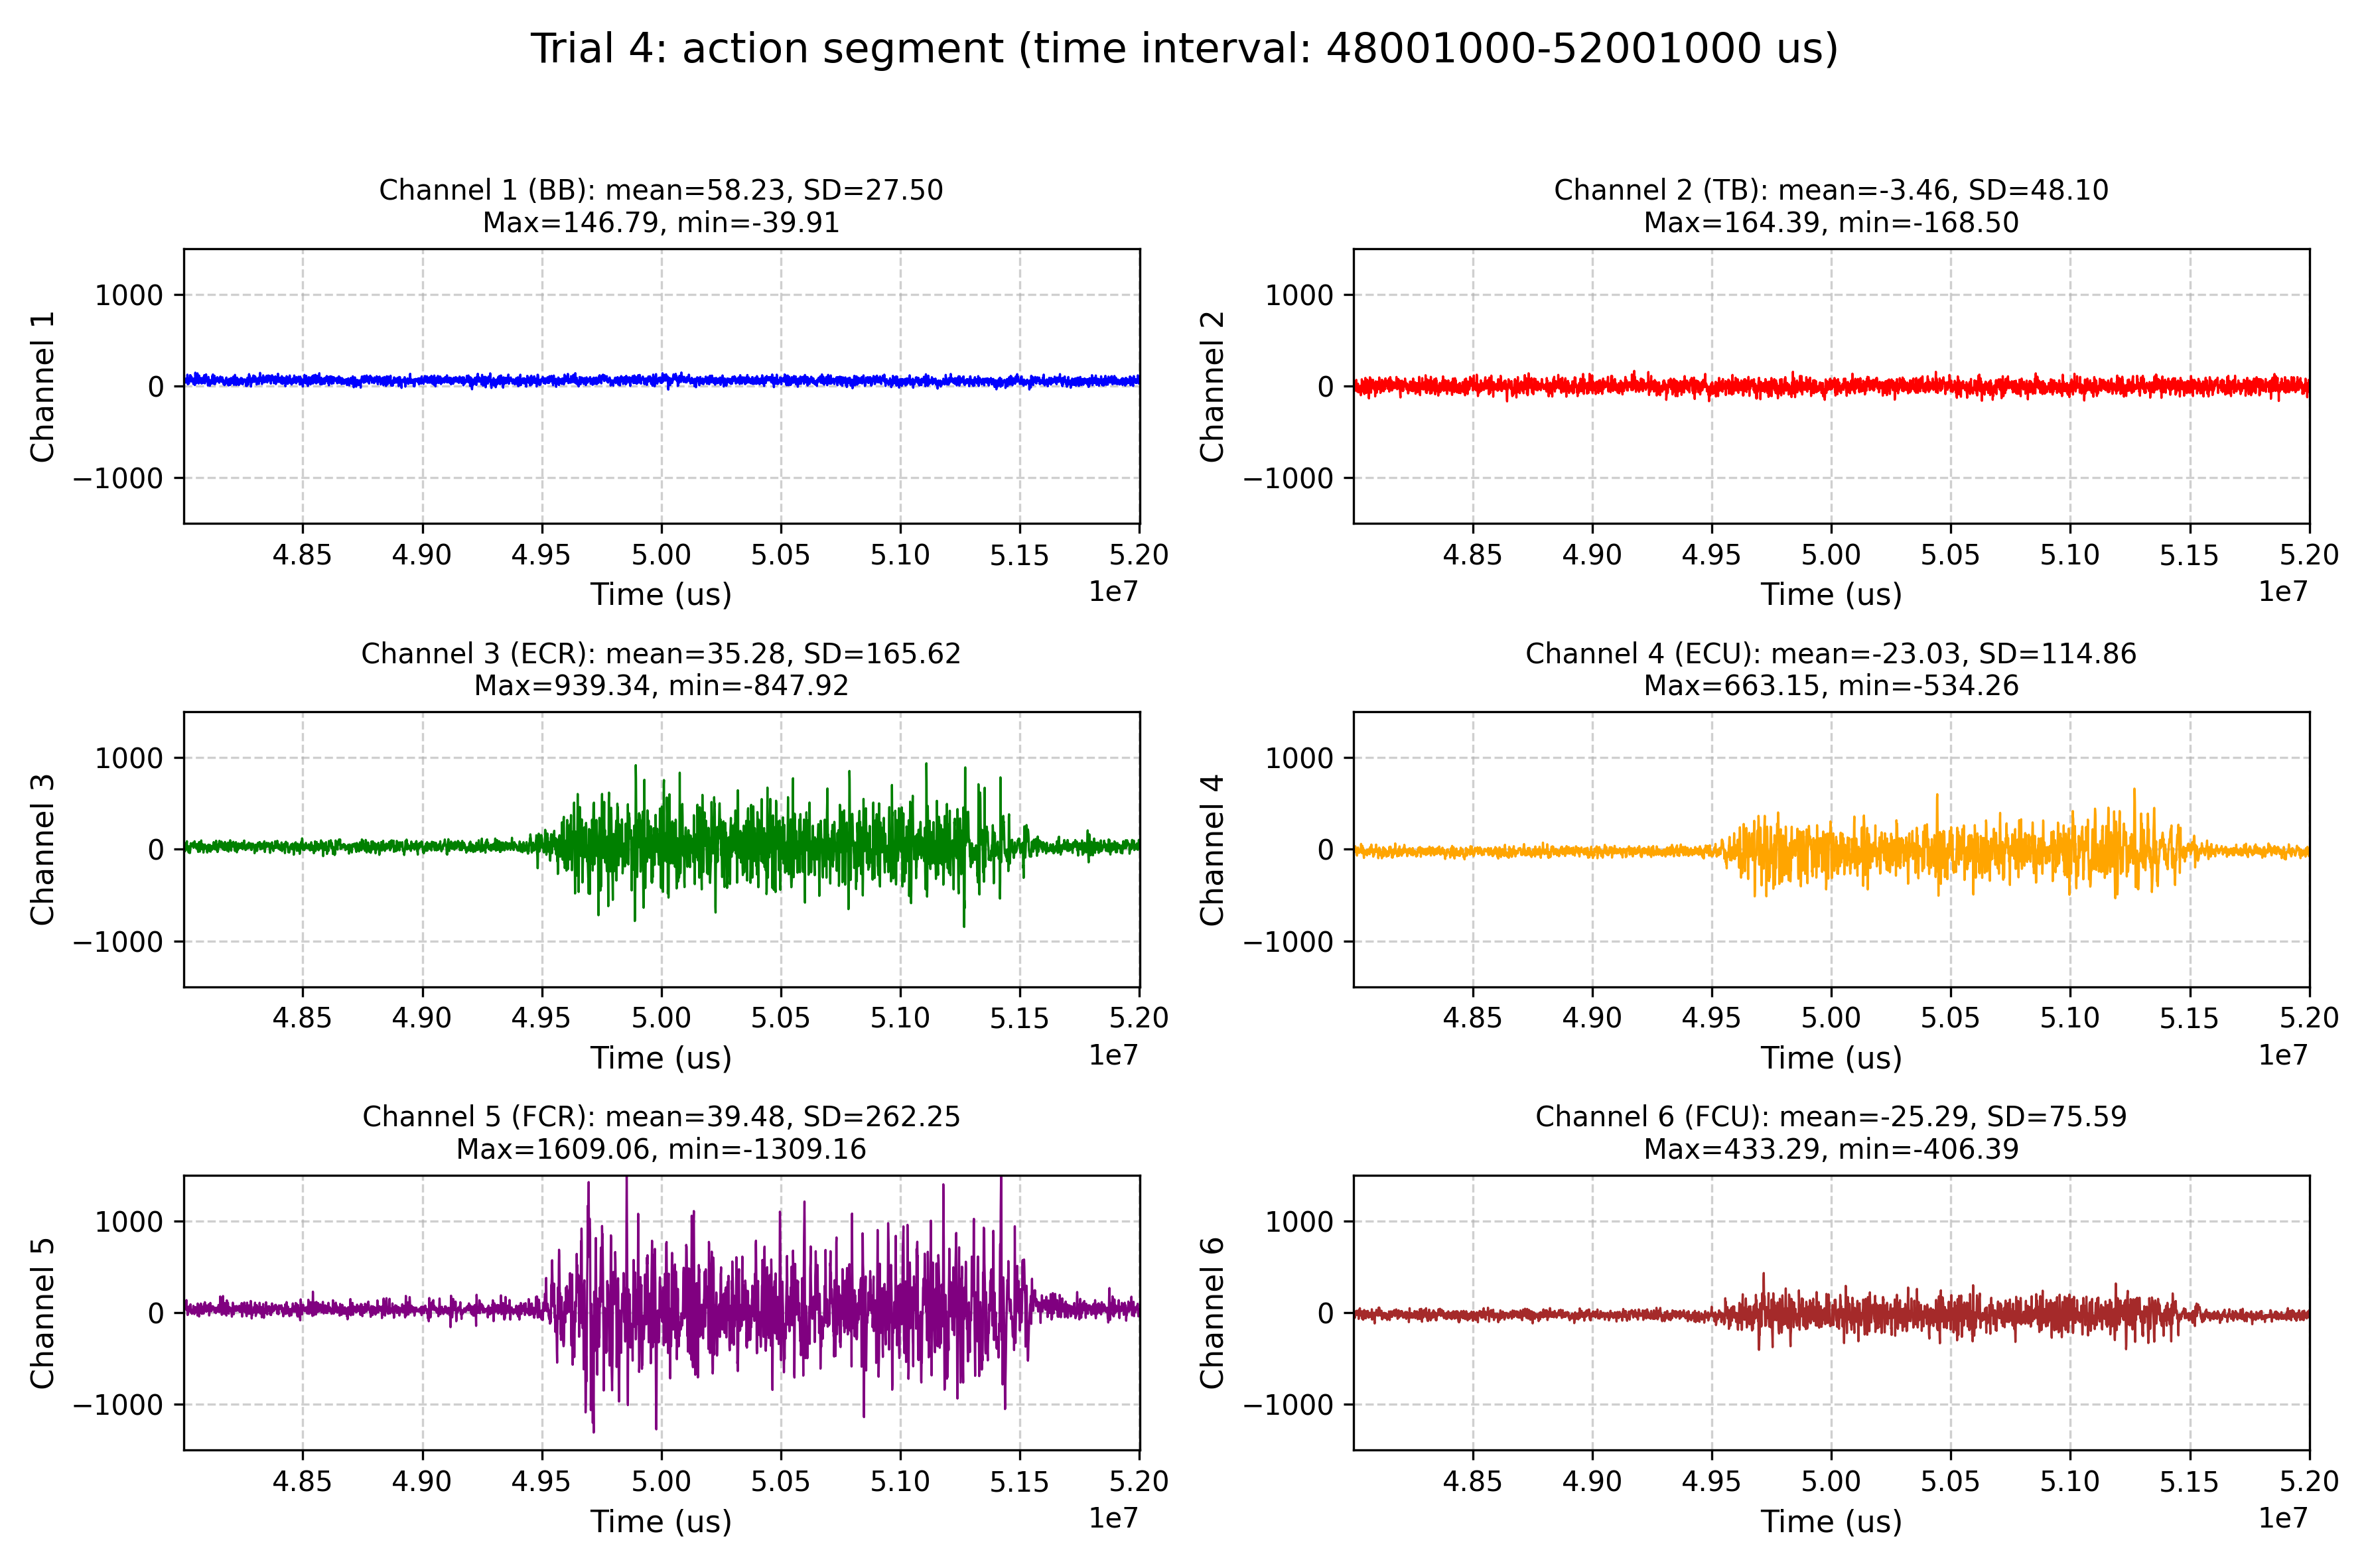 Trial 4: action segment (time interval: 48001000-52001000 us)
Channel 1 (BB): mean=58.23, SD=27.50
Max=146.79, min=-39.91
1000
0
−1000
Channel 1
4.85 4.90 4.95 5.00 5.05 5.10 5.15 5.20
Time (us)
1e7
Channel 2 (TB): mean=-3.46, SD=48.10
Max=164.39, min=-168.50
1000
0
−1000
Channel 2
4.85 4.90 4.95 5.00 5.05 5.10 5.15 5.20
Time (us)
1e7
Channel 3 (ECR): mean=35.28, SD=165.62
Max=939.34, min=-847.92
1000
0
−1000
Channel 3
4.85 4.90 4.95 5.00 5.05 5.10 5.15 5.20
Time (us)
1e7
Channel 4 (ECU): mean=-23.03, SD=114.86
Max=663.15, min=-534.26
1000
0
−1000
Channel 4
4.85 4.90 4.95 5.00 5.05 5.10 5.15 5.20
Time (us)
1e7
Channel 5 (FCR): mean=39.48, SD=262.25
Max=1609.06, min=-1309.16
1000
0
−1000
Channel 5
4.85 4.90 4.95 5.00 5.05 5.10 5.15 5.20
Time (us)
1e7
Channel 6 (FCU): mean=-25.29, SD=75.59
Max=433.29, min=-406.39
1000
0
−1000
Channel 6
4.85 4.90 4.95 5.00 5.05 5.10 5.15 5.20
Time (us)
1e7